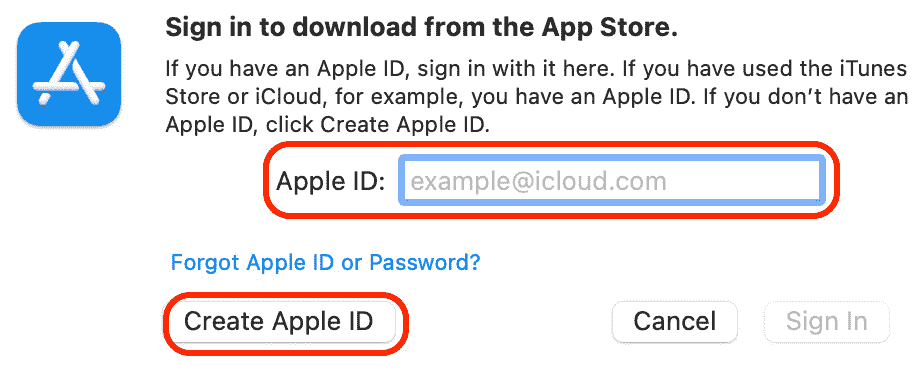 Sign in to download from the App Store.
If you have an Apple ID, sign in with it here. If you have used the iTunes
Store or iCloud, for example, you have an Apple ID. If you don’t have an
Apple ID, click Create Apple ID.
Apple ID: example@icloud.com
Forgot Apple ID or Password?
Create Apple ID Cancel Sign In